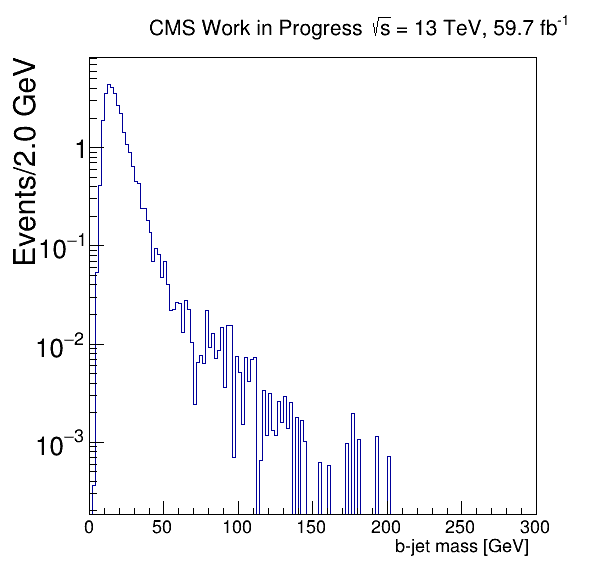 CMS Work in Progress √s = 13 TeV, 59.7 fb⁻¹
Events/2.0 GeV
1
10⁻¹
10⁻²
10⁻³
0 50 100 150 200 250 300
b-jet mass [GeV]